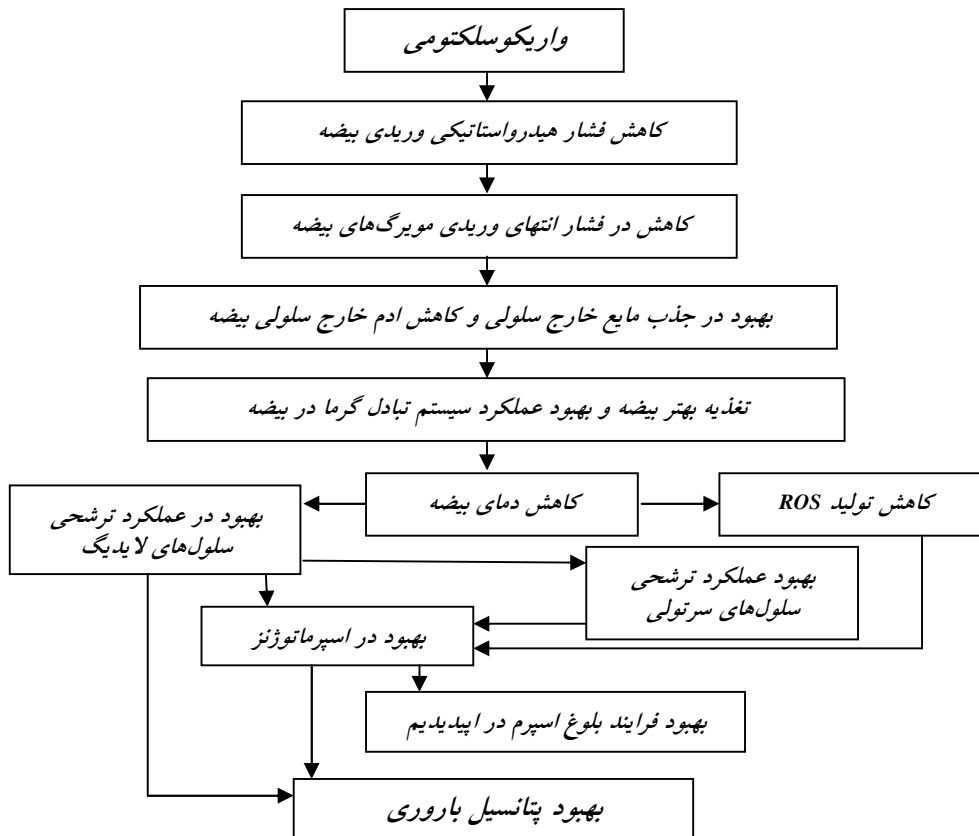 واریکوسلکتومی
کاهش فشار هیدرواستاتیکی وریدی بیضه
کاهش در فشار انتهای وریدی مویرگ‌های بیضه
بهبود در جذب مایع خارج سلولی و کاهش ادم خارج سلولی بیضه
تغذیه بهتر بیضه و بهبود عملکرد سیستم تبادل گرما در بیضه
کاهش تولید ROS
کاهش دمای بیضه
بهبود در عملکرد ترشحی
سلول‌های لایدیگ
بهبود عملکرد ترشحی
سلول‌های سرتولی
بهبود در اسپرماتوژنز
بهبود فرایند بلوغ اسپرم در اپیدیدیم
بهبود پتانسیل باروری